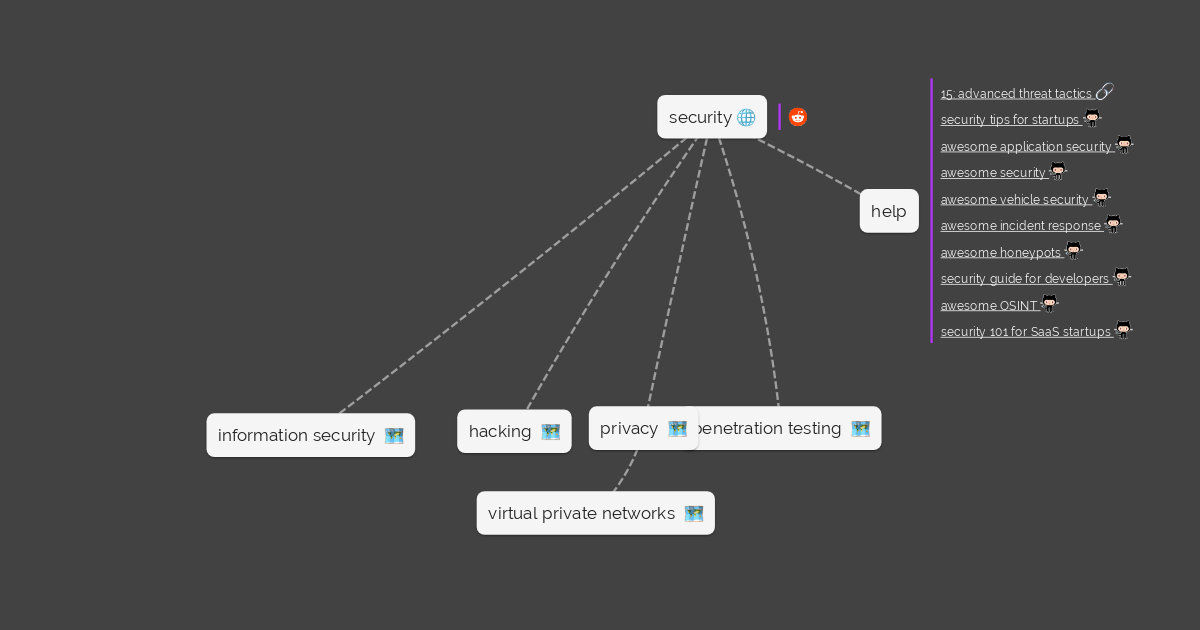 security
help
15: advanced threat tactics
security tips for startups
awesome application security
awesome security
awesome vehicle security
awesome incident response
awesome honeypots
security guide for developers
awesome OSINT
security 101 for SaaS startups
information security
hacking
privacy
penetration testing
virtual private networks